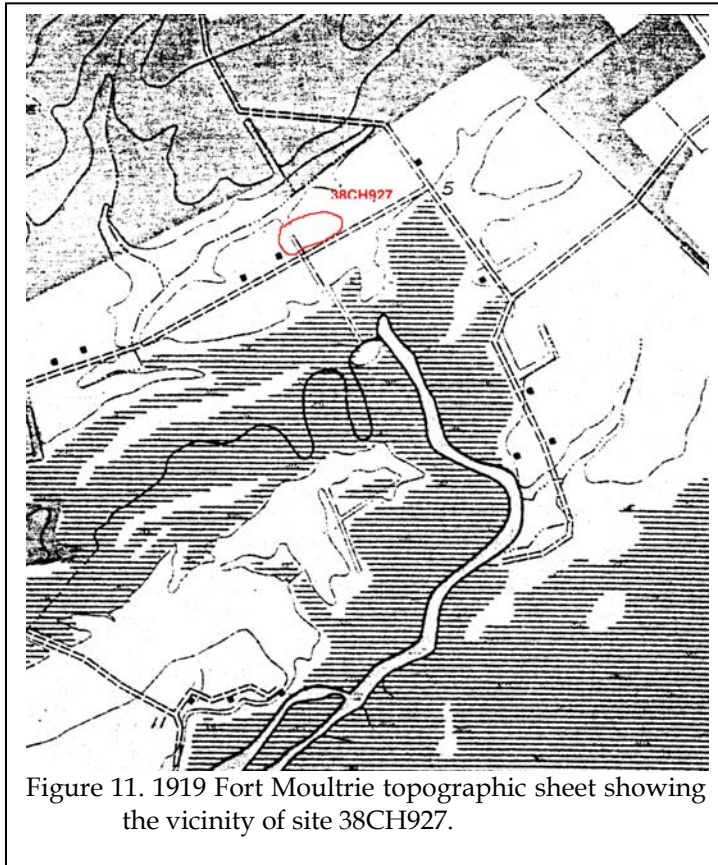 38CH927
5
Figure 11. 1919 Fort Moultrie topographic sheet showing
the vicinity of site 38CH927.